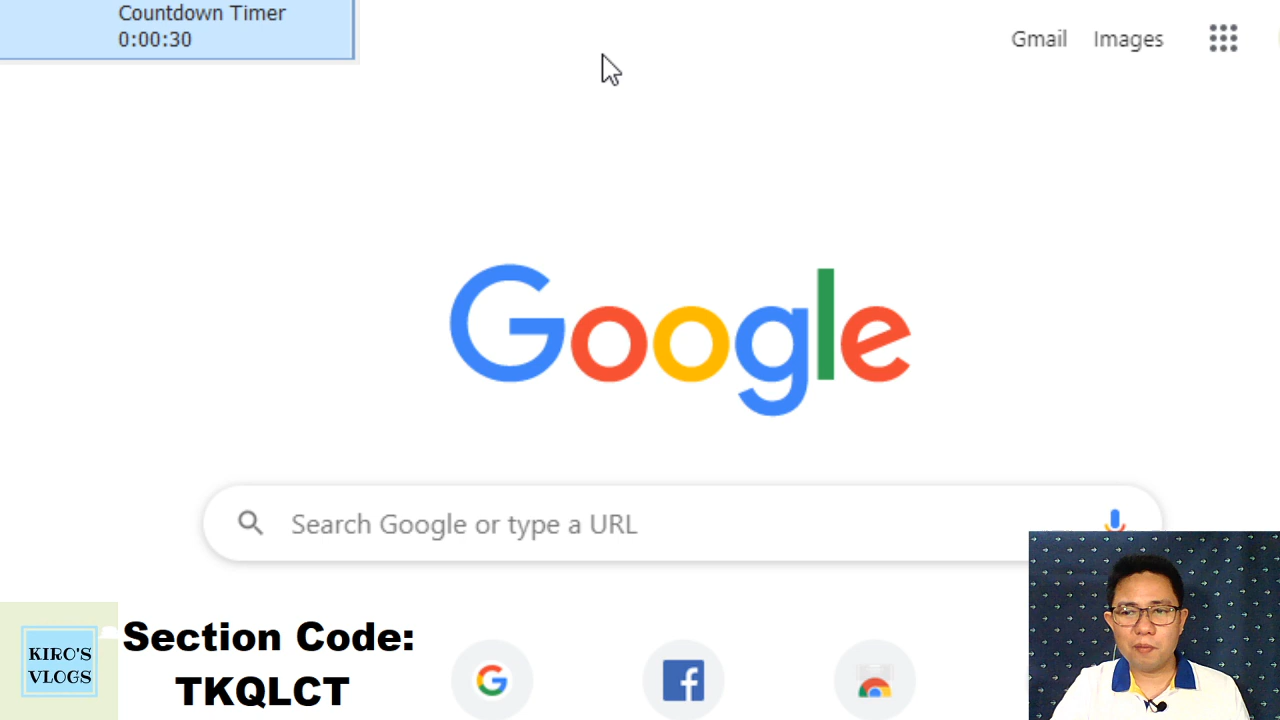 Countdown Timer
0:00:30
Gmail Images
Google
Search Google or type a URL
Section Code:
TKQLCT
KIRO'S
VLOGS
G
f